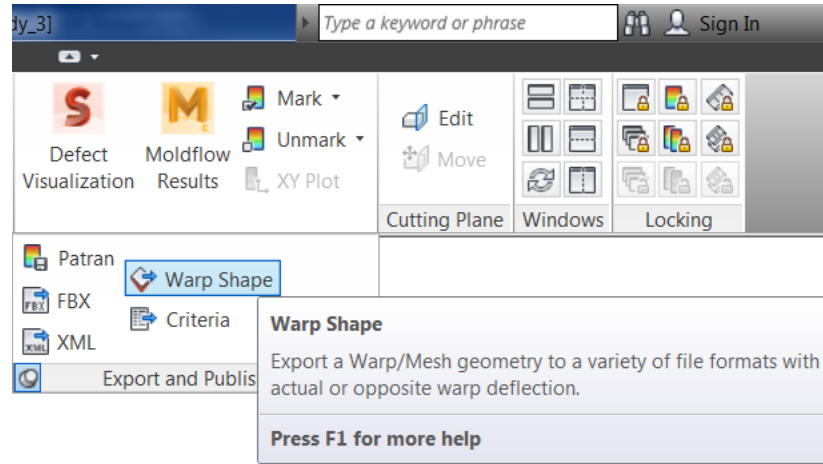 dy_3]
Type a keyword or phrase
Sign In
S
M
Defect
Visualization
Moldflow
Results
Mark
Unmark
XY Plot
Edit
Move
Cutting Plane
Windows
Locking
Patran
FBX
FBX
XML
XML
Warp Shape
Criteria
Export and Publis
Warp Shape
Export a Warp/Mesh geometry to a variety of file formats with
actual or opposite warp deflection.
Press F1 for more help